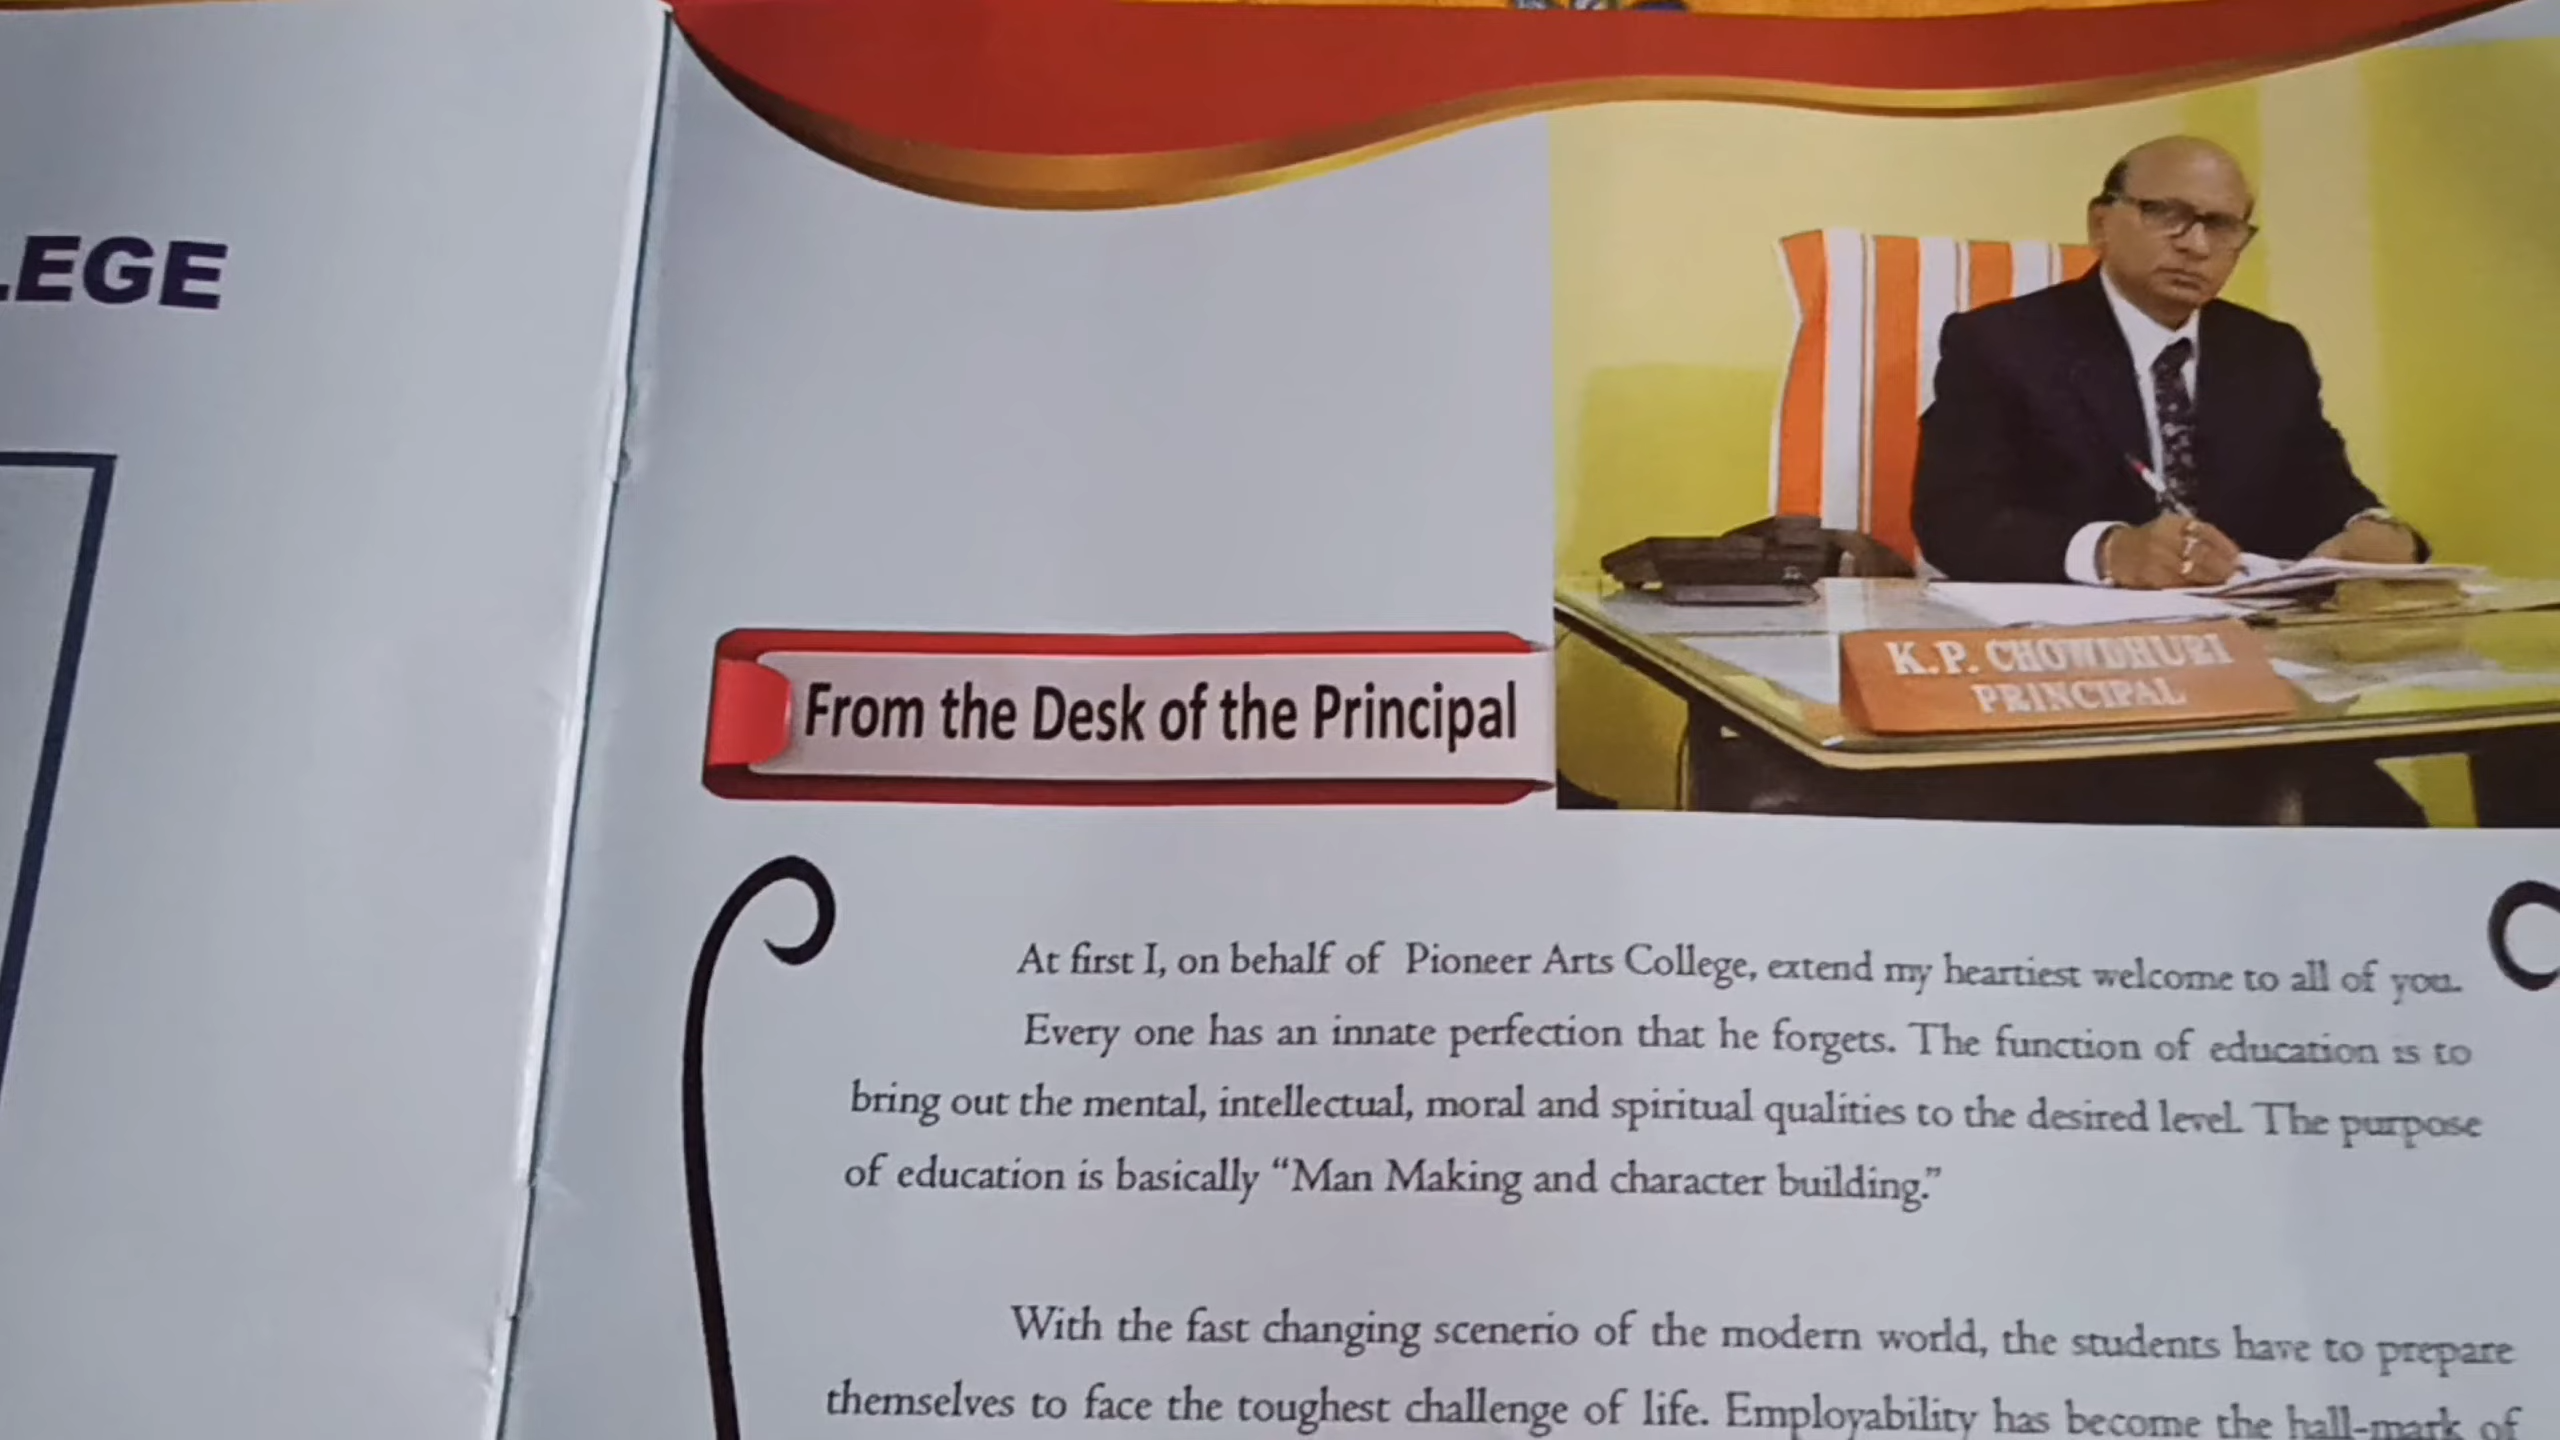 LEGE
K.P. CHOWDHURI
PRINCIPAL
From the Desk of the Principal
At first I, on behalf of Pioneer Arts College, extend my heartiest welcome to all of you.
Every one has an innate perfection that he forgets. The function of education is to
bring out the mental, intellectual, moral and spiritual qualities to the desired level. The purpose
of education is basically “Man Making and character building.”
With the fast changing scenerio of the modern world, the students have to prepare
themselves to face the toughest challenge of life. Employability has become the hall-mark of